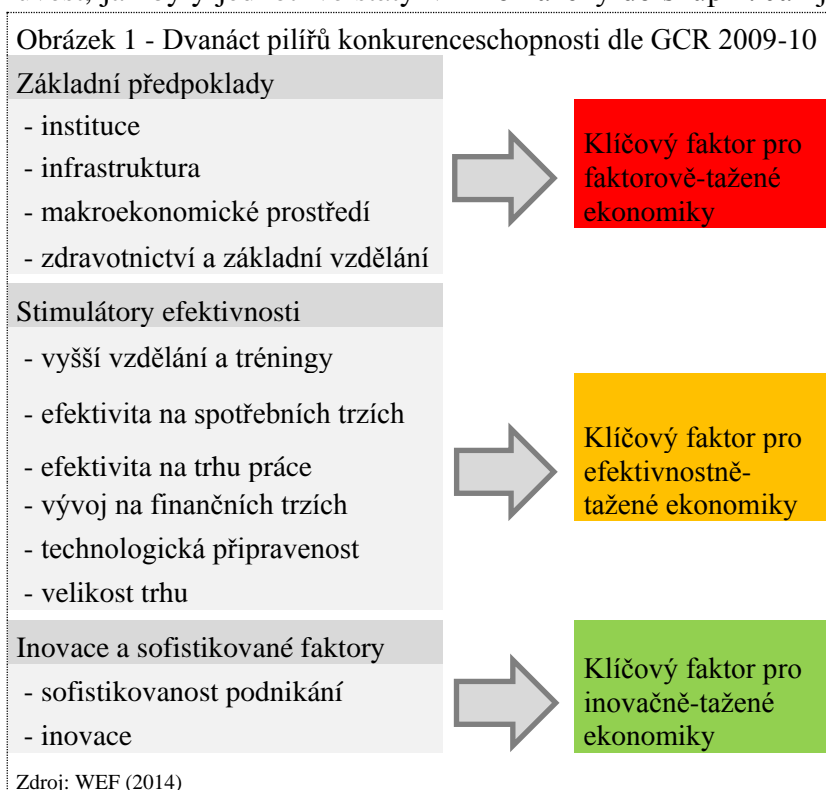 Obrázek 1 - Dvanáct pilířů konkurenceschopnosti dle GCR 2009-10
Základní předpoklady
- instituce
- infrastruktura
- makroekonomické prostředí
- zdravotnictví a základní vzdělání
Klíčový faktor pro
faktorově-tažené
ekonomiky
Stimulátory efektivnosti
- vyšší vzdělání a tréningy
- efektivita na spotřebních trzích
- efektivita na trhu práce
- vývoj na finančních trzích
- technologická připravenost
- velikost trhu
Klíčový faktor pro
efektivnostně-
tažené ekonomiky
Inovace a sofistikované faktory
- sofistikovanost podnikání
- inovace
Klíčový faktor pro
inovačně-tažené
ekonomiky
Zdroj: WEF (2014)